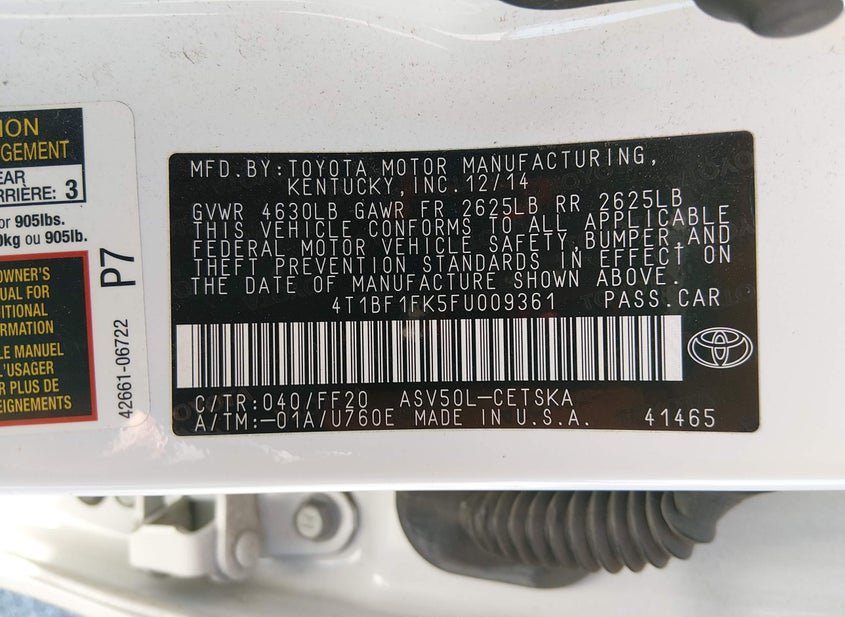 ION
GEMENT
EAR
RRIÈRE: 3
or 905lbs.
0kg ou 905lb.
OWNER'S
UAL FOR
ITIONAL
RMATION
LE MANUEL
L'USAGER
R PLUS DE
EIGNEMENTS
P7
42661-06722
MFD.BY:TOYOTA MOTOR MANUFACTURING,
KENTUCKY,INC.12/14
GVWR 4630LB GAWR FR 2625LB RR 2625LB
THIS VEHICLE CONFORMS TO ALL APPLICABLE
FEDERAL MOTOR VEHICLE SAFETY,BUMPER,AND
THEFT PREVENTION STANDARDS IN EFFECT ON
THE DATE OF MANUFACTURE SHOWN ABOVE.
4T1BF1FK5FU009361 PASS.CAR
C/TR:040/FF20 ASV50L-CETSKA
A/TM:-01A/U760E MADE IN U.S.A. 41465